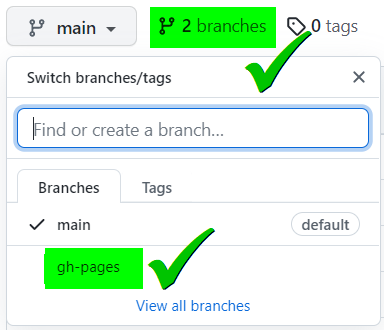 main 2 branches 0 tags
Switch branches/tags
Find or create a branch...
Branches Tags
main default
gh-pages
View all branches